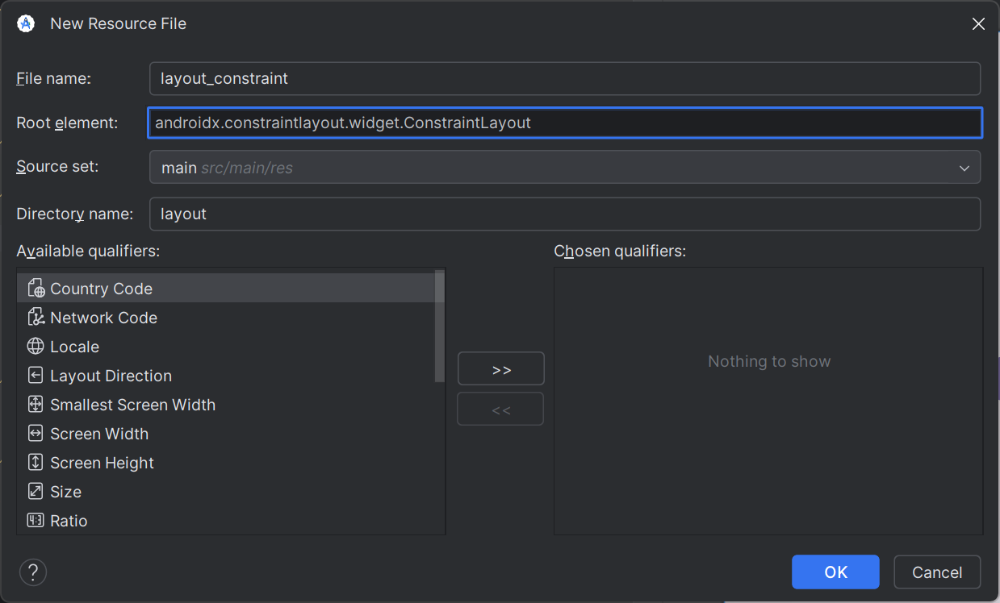 New Resource File
File name:
layout_constraint
Root element:
androidx.constraintlayout.widget.ConstraintLayout
Source set:
main src/main/res
Directory name:
layout
Available qualifiers:
Chosen qualifiers:
Country Code
Network Code
Locale
Layout Direction
Smallest Screen Width
Screen Width
Screen Height
Size
4:3 Ratio
>>
<<
Nothing to show
?
OK
Cancel